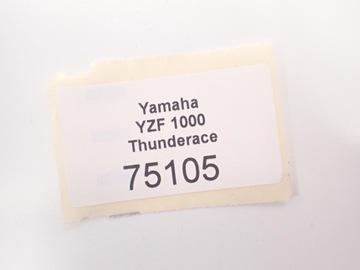 Yamaha
YZF 1000
Thunderace
75105